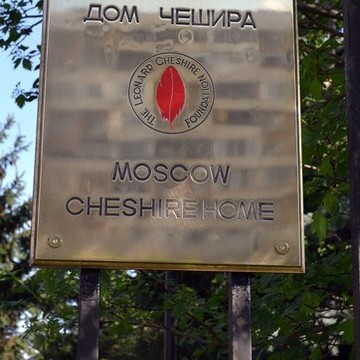 ДОМ ЧЕШИРА
THE LEONARD CHESHIRE
FOUNDATION
MOSCOW
CHESHIRE HOME